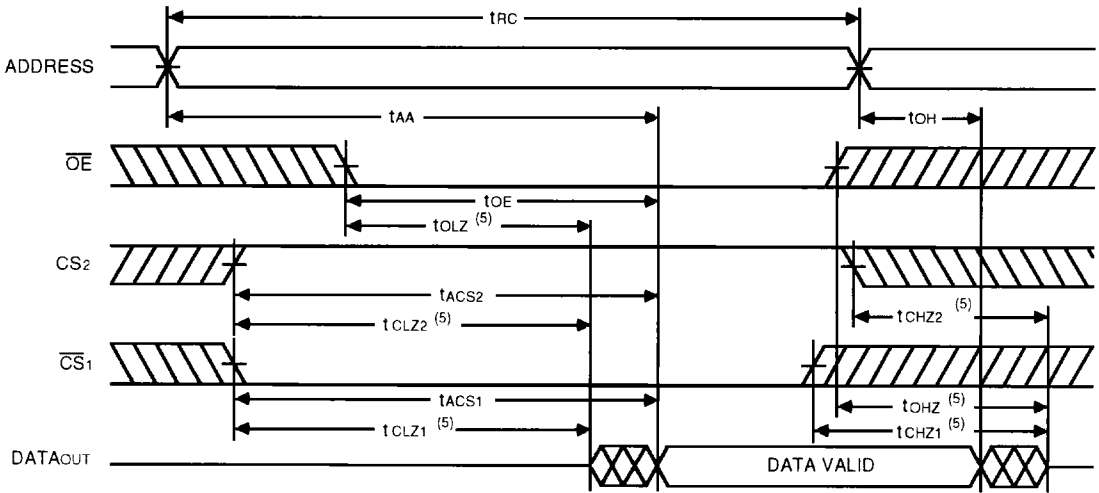 tRC
ADDRESS
tAA
tOH
OE
tOE
tOLZ (5)
CS2
tACS2
tCLZ2 (5)
tCHZ2 (5)
CS1
tACS1
tOHZ (5)
tCLZ1 (5)
tCHZ1 (5)
DATAOUT
DATA VALID